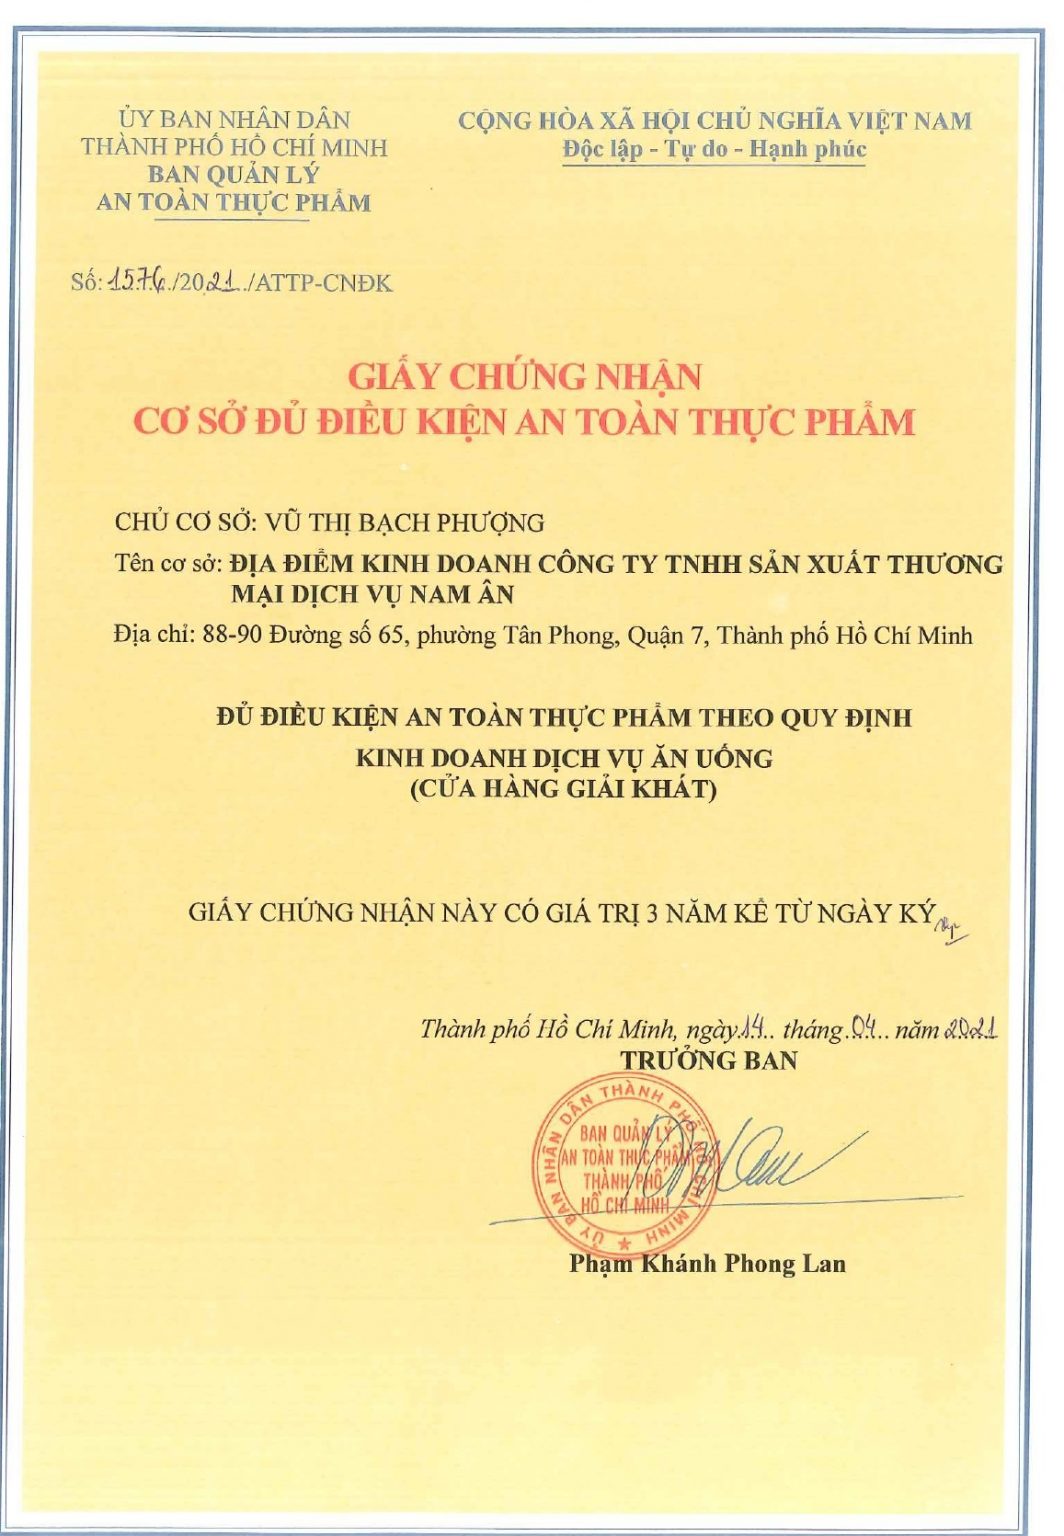 ỦY BAN NHÂN DÂN
THÀNH PHỐ HỒ CHÍ MINH
BAN QUẢN LÝ
AN TOÀN THỰC PHẨM
CỘNG HÒA XÃ HỘI CHỦ NGHĨA VIỆT NAM
Độc lập - Tự do - Hạnh phúc
Số: 1576./2021./ATTP-CNĐK
GIẤY CHỨNG NHẬN
CƠ SỞ ĐỦ ĐIỀU KIỆN AN TOÀN THỰC PHẨM
CHỦ CƠ SỞ: VŨ THỊ BẠCH PHƯỢNG
Tên cơ sở: ĐỊA ĐIỂM KINH DOANH CÔNG TY TNHH SẢN XUẤT THƯƠNG
MẠI DỊCH VỤ NAM ÂN
Địa chỉ: 88-90 Đường số 65, phường Tân Phong, Quận 7, Thành phố Hồ Chí Minh
ĐỦ ĐIỀU KIỆN AN TOÀN THỰC PHẨM THEO QUY ĐỊNH
KINH DOANH DỊCH VỤ ĂN UỐNG
(CỬA HÀNG GIẢI KHÁT)
GIẤY CHỨNG NHẬN NÀY CÓ GIÁ TRỊ 3 NĂM KỂ TỪ NGÀY KÝ
Thành phố Hồ Chí Minh, ngày.14.. tháng.04.. năm 2021
TRƯỞNG BAN
ỦY BAN NHÂN DÂN THÀNH PHỐ HỒ CHÍ MINH
BAN QUẢN LÝ
AN TOÀN THỰC PHẨM
THÀNH PHỐ
HỒ CHÍ MINH
Phạm Khánh Phong Lan